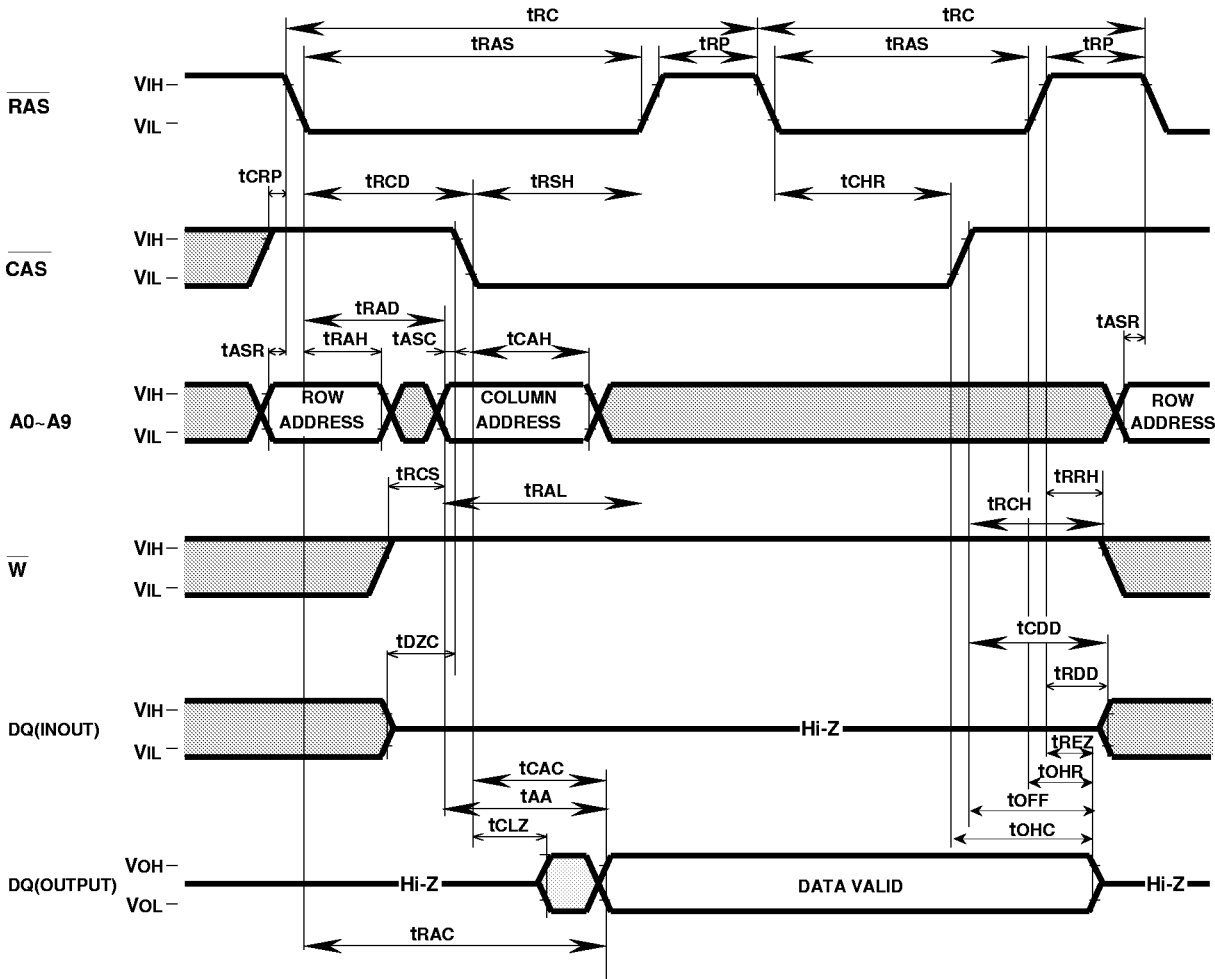 tRC tRC
tRAS tRP tRAS tRP
RAS VIH
VIL
tCRP tRCD tRSH tCHR
CAS VIH
VIL
tRAD
tASR tRAH tASC tCAH tASR
A0~A9 VIH ROW ADDRESS COLUMN ADDRESS ROW ADDRESS
VIL
tRCS tRAL tRRH
tRCH
W VIH
VIL
tDZC tCDD
tRDD
DQ(INOUT) VIH Hi-Z
VIL
tREZ
tCAC tOHR
tAA tOFF
tCLZ tOHC
DQ(OUTPUT) VOH Hi-Z DATA VALID Hi-Z
VOL
tRAC